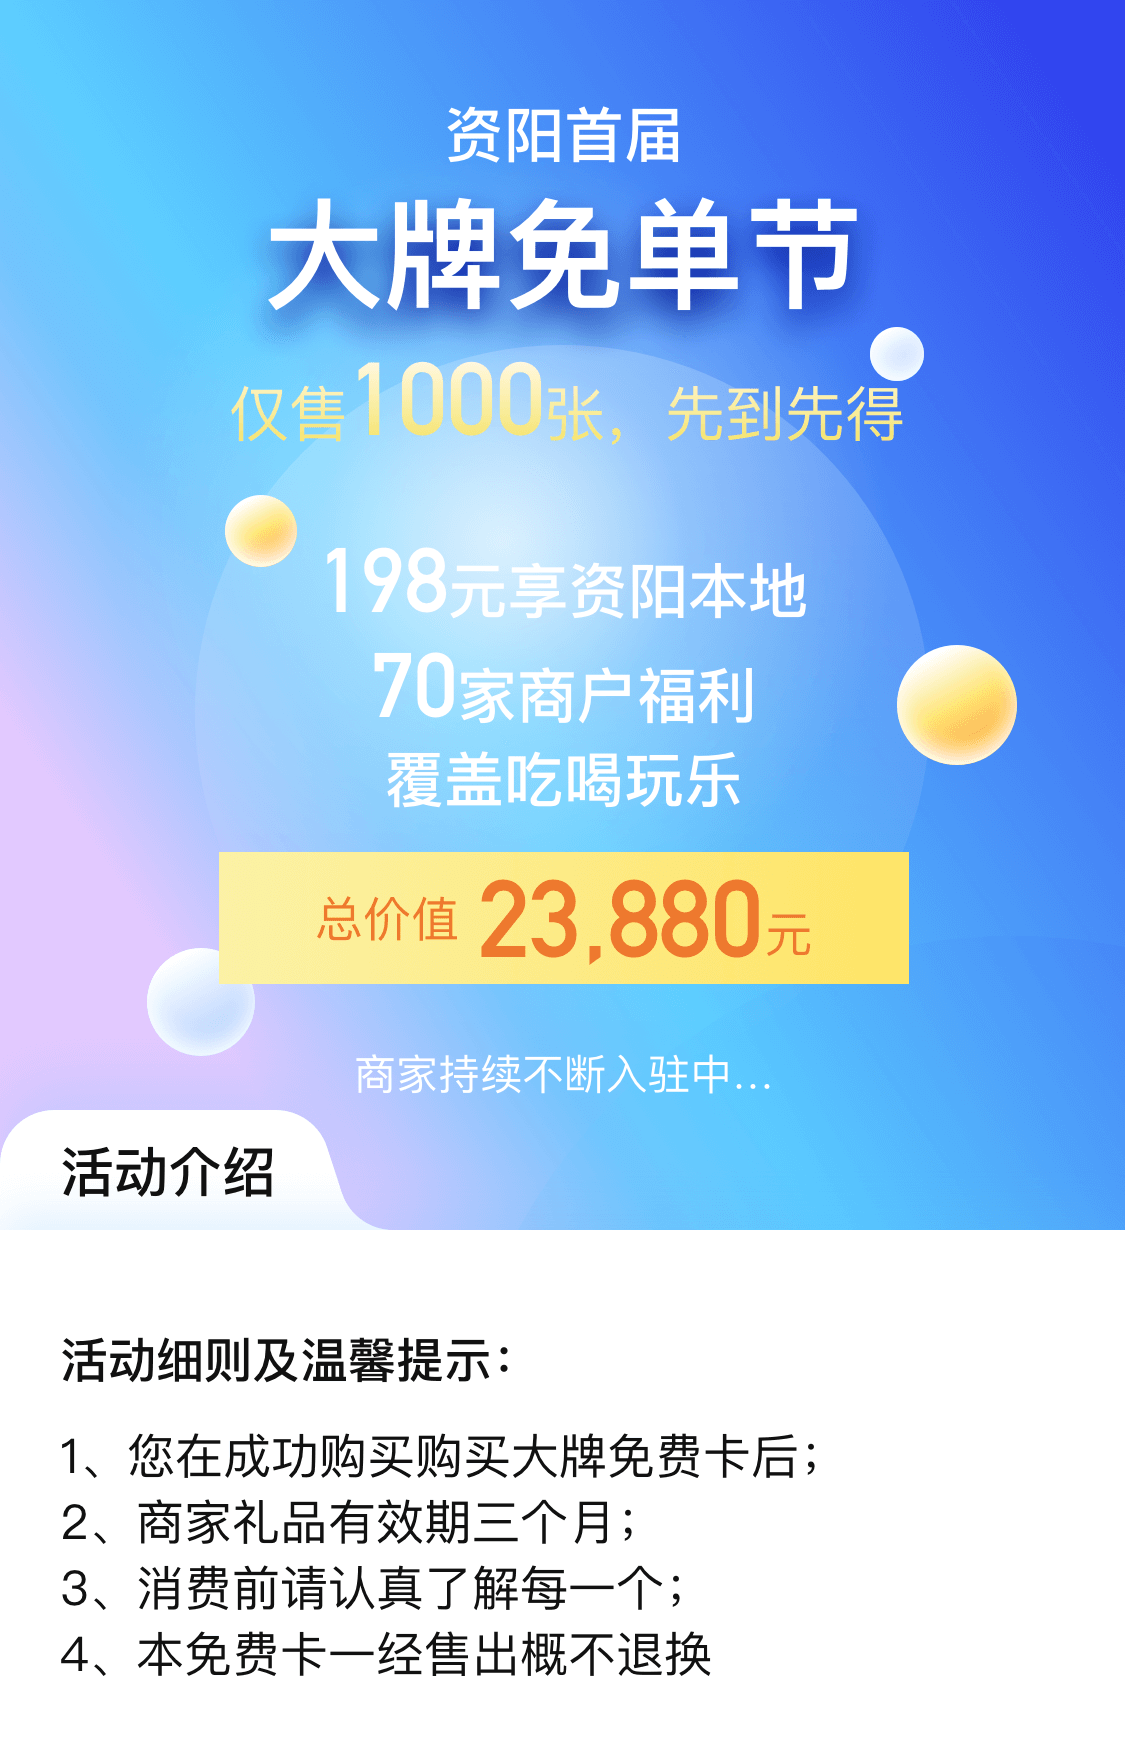 资阳首届
大牌免单节
仅售1000张，先到先得
198元享资阳本地
70家商户福利
覆盖吃喝玩乐
总价值 23,880元
商家持续不断入驻中...
活动介绍
活动细则及温馨提示：
1、您在成功购买购买大牌免费卡后；
2、商家礼品有效期三个月；
3、消费前请认真了解每一个；
4、本免费卡一经售出概不退换